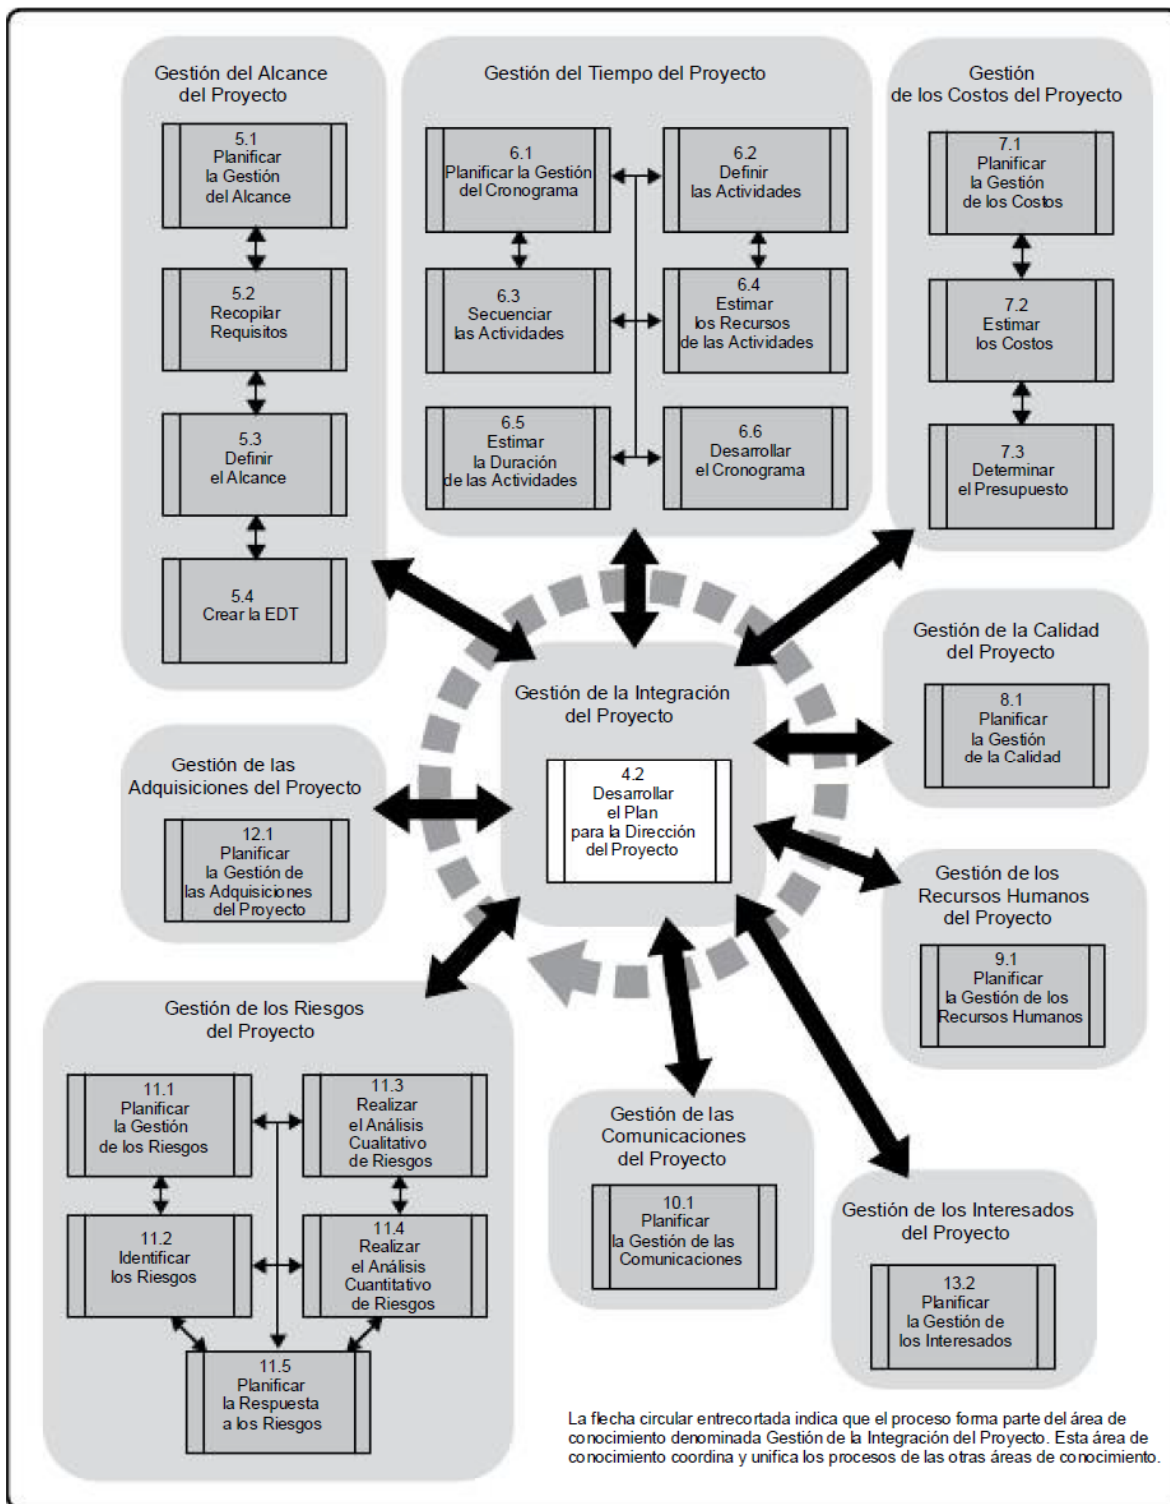 Gestión del Alcance
del Proyecto
5.1
Planificar
la Gestión
del Alcance
5.2
Recopilar
Requisitos
5.3
Definir
el Alcance
5.4
Crear la EDT
Gestión del Tiempo del Proyecto
6.1
Planificar la Gestión
del Cronograma
6.2
Definir
las Actividades
6.3
Secuenciar
las Actividades
6.4
Estimar
los Recursos
de las Actividades
6.5
Estimar
la Duración
de las Actividades
6.6
Desarrollar
el Cronograma
Gestión
de los Costos del Proyecto
7.1
Planificar
la Gestión
de los Costos
7.2
Estimar
los Costos
7.3
Determinar
el Presupuesto
Gestión de la Integración
del Proyecto
4.2
Desarrollar
el Plan
para la Dirección
del Proyecto
Gestión de la Calidad
del Proyecto
8.1
Planificar
la Gestión
de la Calidad
Gestión de las
Adquisiciones del Proyecto
12.1
Planificar
la Gestión de
las Adquisiciones
del Proyecto
Gestión de los
Recursos Humanos
del Proyecto
9.1
Planificar
la Gestión de los
Recursos Humanos
Gestión de los Riesgos
del Proyecto
11.1
Planificar
la Gestión
de los Riesgos
11.3
Realizar
el Análisis
Cualitativo
de Riesgos
11.2
Identificar
los Riesgos
11.4
Realizar
el Análisis
Cuantitativo
de Riesgos
11.5
Planificar
la Respuesta
a los Riesgos
Gestión de las
Comunicaciones
del Proyecto
10.1
Planificar
la Gestión de las
Comunicaciones
Gestión de los Interesados
del Proyecto
13.2
Planificar
la Gestión de
los Interesados
La flecha circular entrecortada indica que el proceso forma parte del área de
conocimiento denominada Gestión de la Integración del Proyecto. Esta área de
conocimiento coordina y unifica los procesos de las otras áreas de conocimiento.